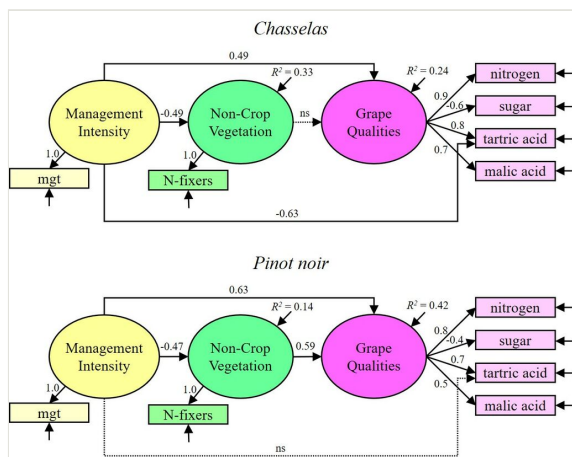 Chasselas
0.49
R² = 0.33
R² = 0.24
nitrogen
Management
Intensity
-0.49
Non-Crop
Vegetation
ns
Grape
Qualities
0.9
-0.6
sugar
0.8
tartric acid
0.7
malic acid
1.0
mgt
1.0
N-fixers
-0.63
Pinot noir
0.63
R² = 0.14
R² = 0.42
nitrogen
Management
Intensity
-0.47
Non-Crop
Vegetation
0.59
Grape
Qualities
0.8
-0.4
sugar
0.7
tartric acid
0.5
malic acid
1.0
mgt
1.0
N-fixers
ns